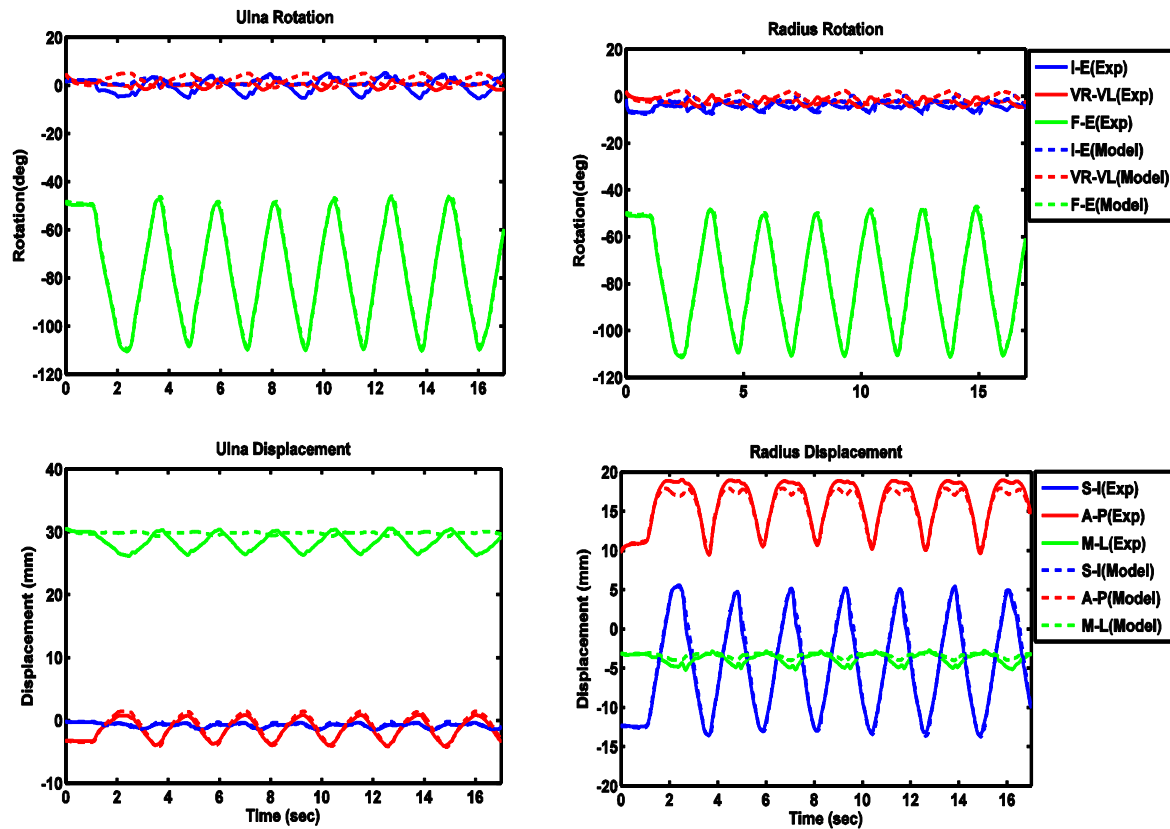 Ulna Rotation
20
0
-20
-40
-60
-80
-100
-120
Rotation(deg)
0 2 4 6 8 10 12 14 16
Radius Rotation
20
0
-20
-40
-60
-80
-100
-120
Rotation(deg)
0 5 10 15
I-E(Exp)
VR-VL(Exp)
F-E(Exp)
I-E(Model)
VR-VL(Model)
F-E(Model)
Ulna Displacement
40
30
20
10
0
-10
Displacement (mm)
0 2 4 6 8 10 12 14 16
Time (sec)
Radius Displacement
20
15
10
5
0
-5
-10
-15
-20
Displacement (mm)
0 2 4 6 8 10 12 14 16
Time (sec)
S-I(Exp)
A-P(Exp)
M-L(Exp)
S-I(Model)
A-P(Model)
M-L(Model)